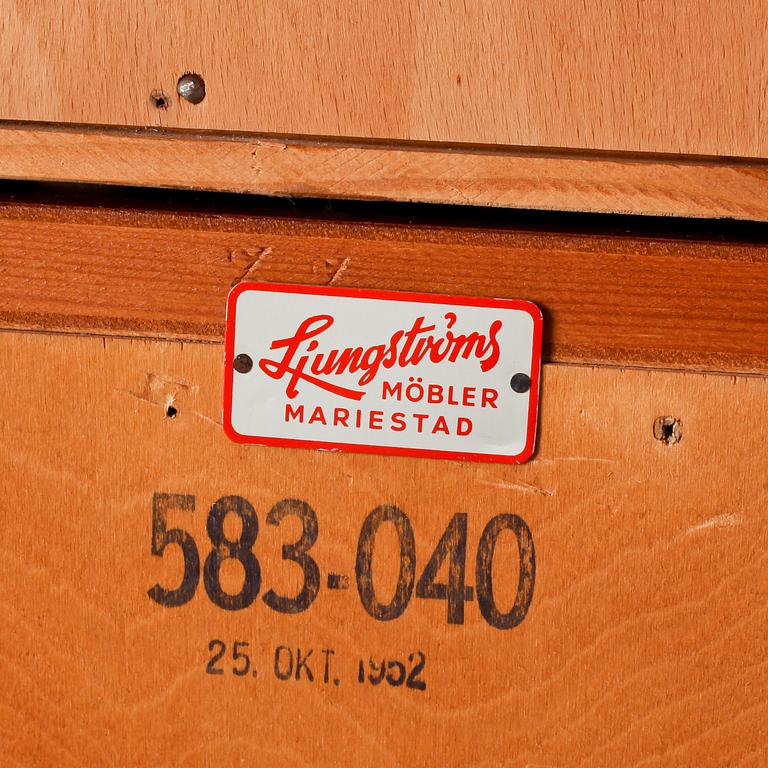 Ljungströms
MÖBLER
MARIESTAD
583-040
25. OKT. 1952